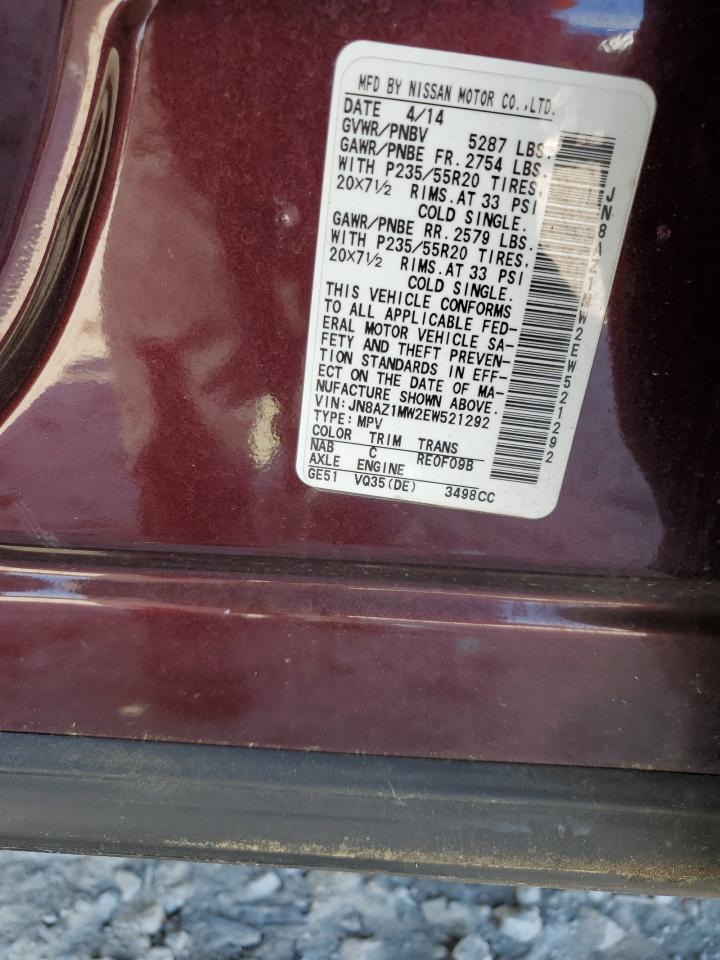 MFD BY NISSAN MOTOR CO.,LTD.
DATE 4/14
GVWR/PNBV 5287 LBS.
GAWR/PNBE FR. 2754 LBS.
WITH P235/55R20 TIRES,
20X7½ RIMS. AT 33 PSI
COLD SINGLE.
GAWR/PNBE RR. 2579 LBS.
WITH P235/55R20 TIRES,
20X7½ RIMS. AT 33 PSI
COLD SINGLE.
THIS VEHICLE CONFORMS
TO ALL APPLICABLE FED-
ERAL MOTOR VEHICLE SA-
FETY AND THEFT PREVEN-
TION STANDARDS IN EFF-
ECT ON THE DATE OF MA-
NUFACTURE SHOWN ABOVE.
VIN: JN8AZ1MW2EW521292
TYPE: MPV
COLOR TRIM TRANS
NAB C RE0F09B
AXLE ENGINE
GE51 VQ35(DE) 3498CC
JN8AZ1MW2EW521292